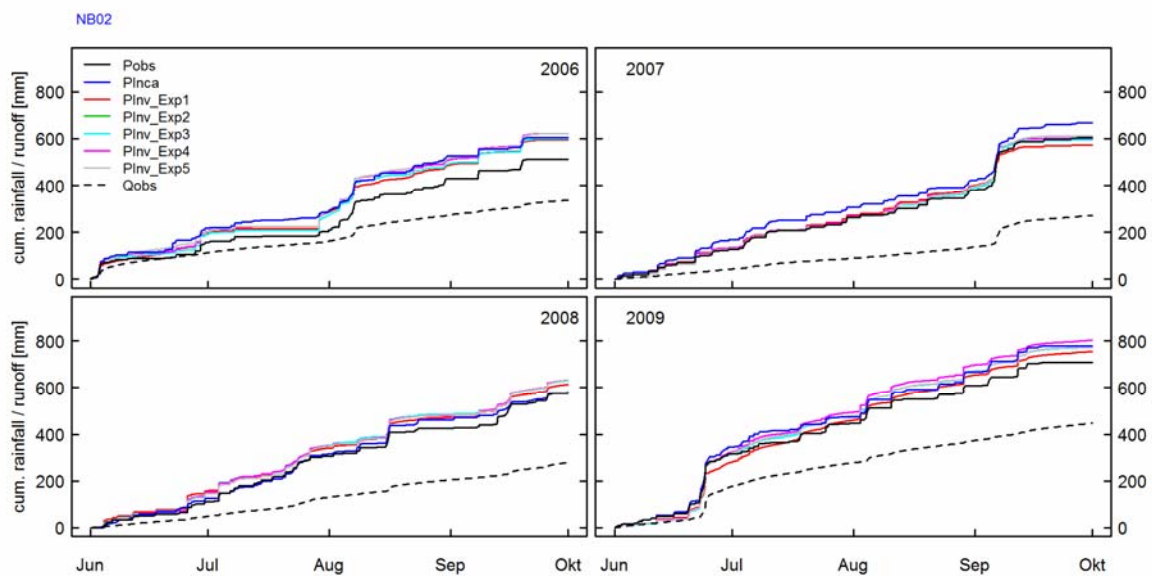 NB02
cum. rainfall / runoff [mm]
800
600
400
200
0
Pobs
PInca
PInv_Exp1
PInv_Exp2
PInv_Exp3
PInv_Exp4
PInv_Exp5
Qobs
2006
2007
800
600
400
200
0
cum. rainfall / runoff [mm]
800
600
400
200
0
2008
2009
800
600
400
200
0
Jun Jul Aug Sep Okt
Jun Jul Aug Sep Okt